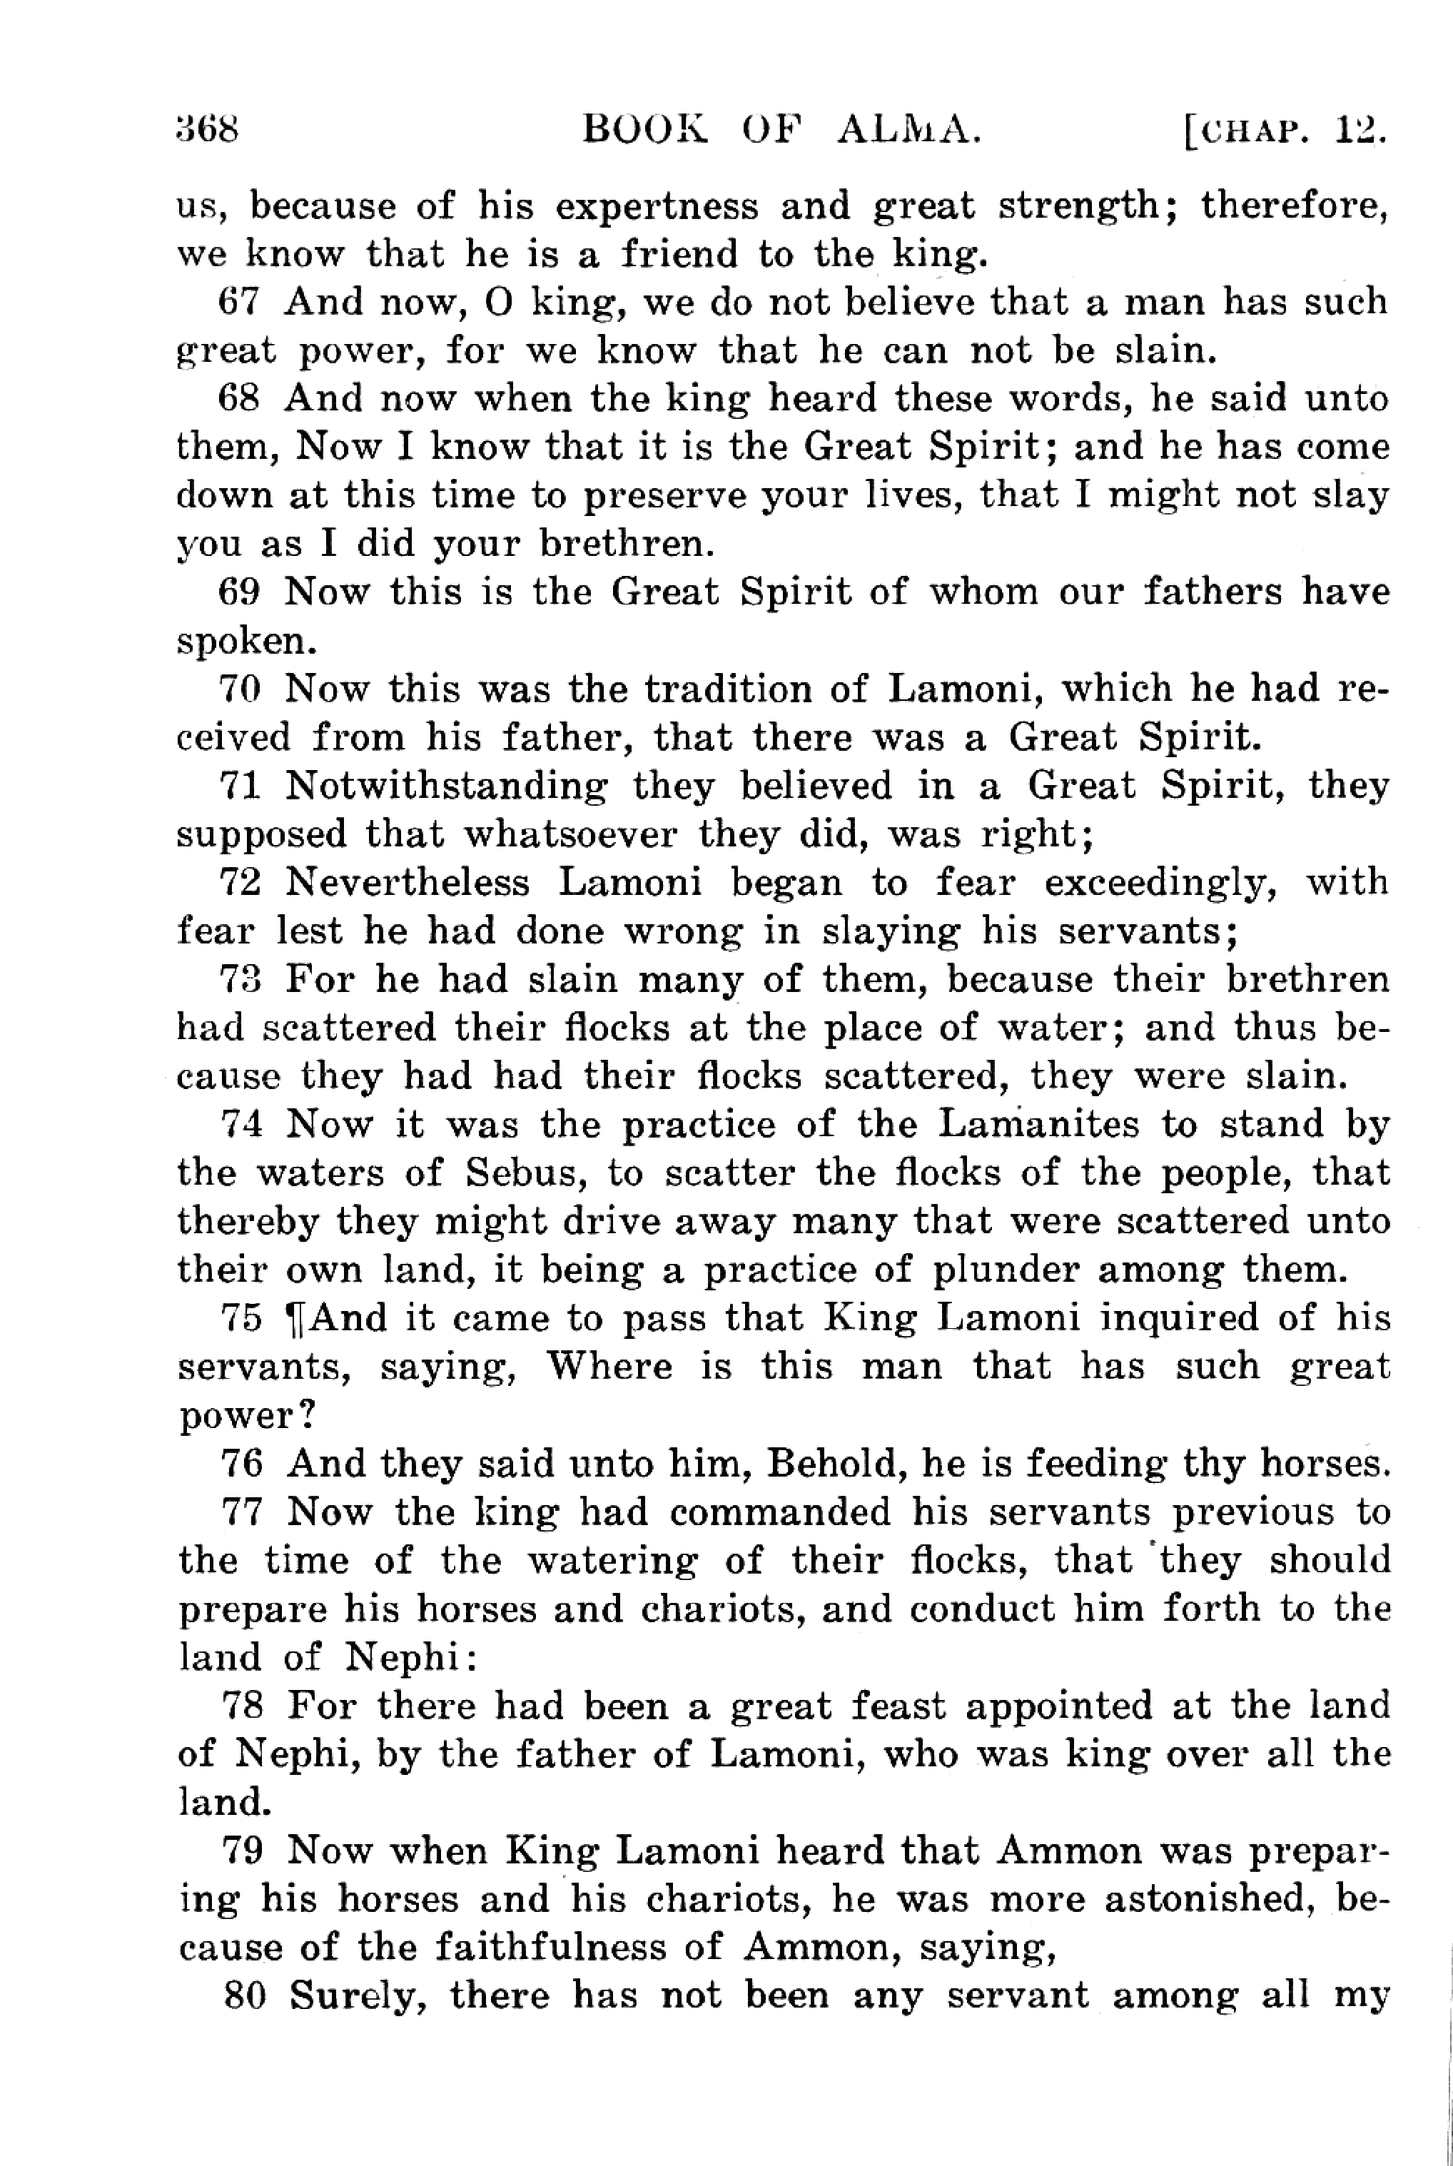 368 BOOK OF ALMA. [CHAP. 12.
us, because of his expertness and great strength; therefore,
we know that he is a friend to the king.
67 And now, O king, we do not believe that a man has such
great power, for we know that he can not be slain.
68 And now when the king heard these words, he said unto
them, Now I know that it is the Great Spirit; and he has come
down at this time to preserve your lives, that I might not slay
you as I did your brethren.
69 Now this is the Great Spirit of whom our fathers have
spoken.
70 Now this was the tradition of Lamoni, which he had re-
ceived from his father, that there was a Great Spirit.
71 Notwithstanding they believed in a Great Spirit, they
supposed that whatsoever they did, was right;
72 Nevertheless Lamoni began to fear exceedingly, with
fear lest he had done wrong in slaying his servants;
73 For he had slain many of them, because their brethren
had scattered their flocks at the place of water; and thus be-
cause they had had their flocks scattered, they were slain.
74 Now it was the practice of the Lamanites to stand by
the waters of Sebus, to scatter the flocks of the people, that
thereby they might drive away many that were scattered unto
their own land, it being a practice of plunder among them.
75 ¶And it came to pass that King Lamoni inquired of his
servants, saying, Where is this man that has such great
power?
76 And they said unto him, Behold, he is feeding thy horses.
77 Now the king had commanded his servants previous to
the time of the watering of their flocks, that they should
prepare his horses and chariots, and conduct him forth to the
land of Nephi:
78 For there had been a great feast appointed at the land
of Nephi, by the father of Lamoni, who was king over all the
land.
79 Now when King Lamoni heard that Ammon was prepar-
ing his horses and his chariots, he was more astonished, be-
cause of the faithfulness of Ammon, saying,
80 Surely, there has not been any servant among all my